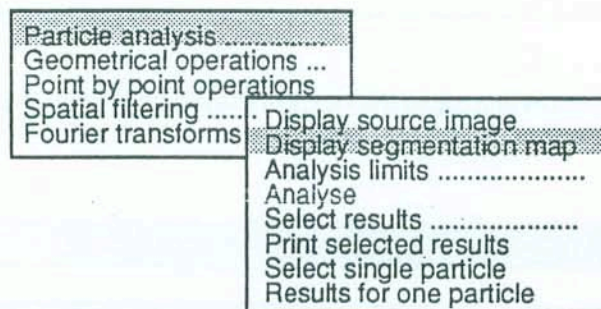 Particle analysis ..............
Geometrical operations ...
Point by point operations
Spatial filtering .......
Fourier transforms
Display source image
Display segmentation map
Analysis limits .....................
Analyse
Select results .....................
Print selected results
Select single particle
Results for one particle